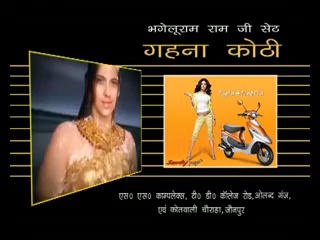 भगेलूराम राम जी सेठ
गहना कोठी
एस० एस० काम्पलेक्स, टी० डी० कॉलेज रोड,ओलन्द गंज,
एवं कोतवाली चौराहा,जौनपुर